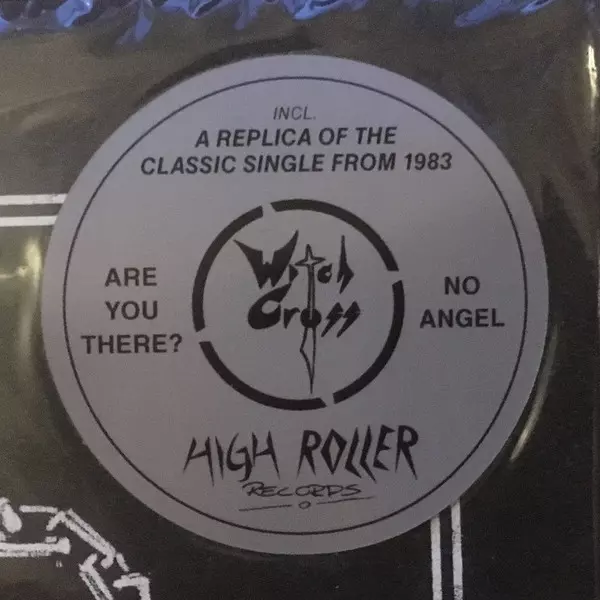 INCL.
A REPLICA OF THE
CLASSIC SINGLE FROM 1983
ARE
YOU
THERE?
Witch
Cross
NO
ANGEL
HIGH ROLLER
RECORDS